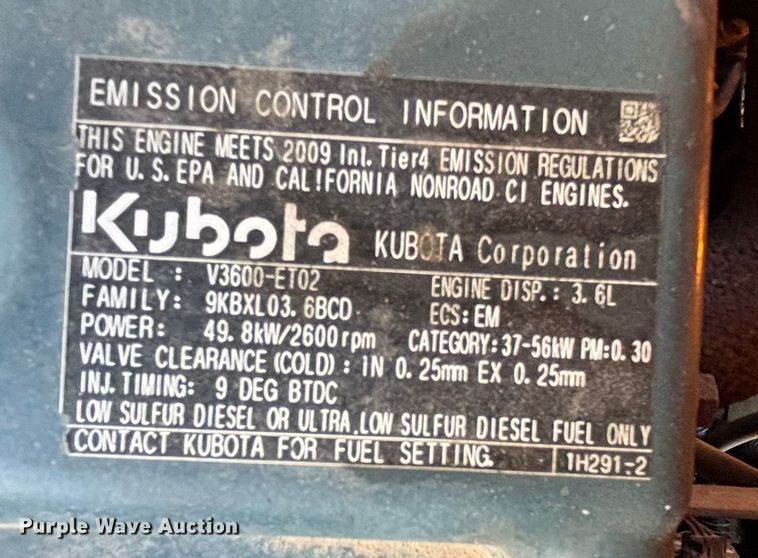 EMISSION CONTROL INFORMATION
THIS ENGINE MEETS 2009 Int. Tier4 EMISSION REGULATIONS
FOR U.S. EPA AND CALIFORNIA NONROAD CI ENGINES.
Kubota KUBOTA Corporation
MODEL : V3600-ET02 ENGINE DISP.: 3.6L
FAMILY: 9KBXL03.6BCD ECS: EM
POWER: 49.8kW/2600rpm CATEGORY: 37-56kW PM:0.30
VALVE CLEARANCE (COLD) : IN 0.25mm EX 0.25mm
INJ. TIMING: 9 DEG BTDC
LOW SULFUR DIESEL OR ULTRA LOW SULFUR DIESEL FUEL ONLY
CONTACT KUBOTA FOR FUEL SETTING. 1H291-2
Purple Wave Auction